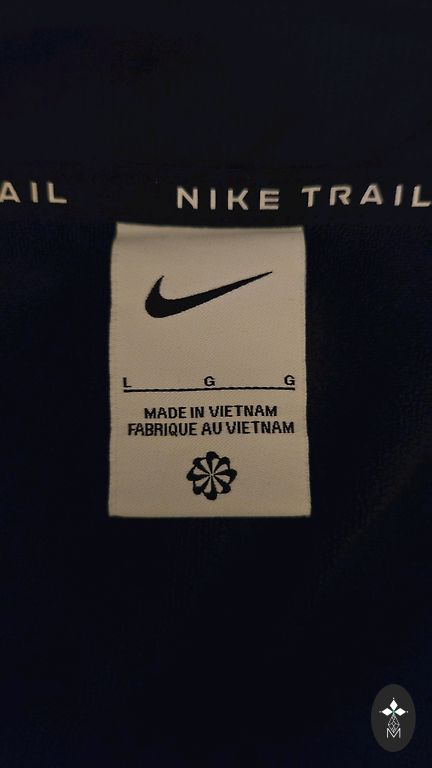 AIL NIKE TRAIL
L G G
MADE IN VIETNAM
FABRIQUE AU VIETNAM
M